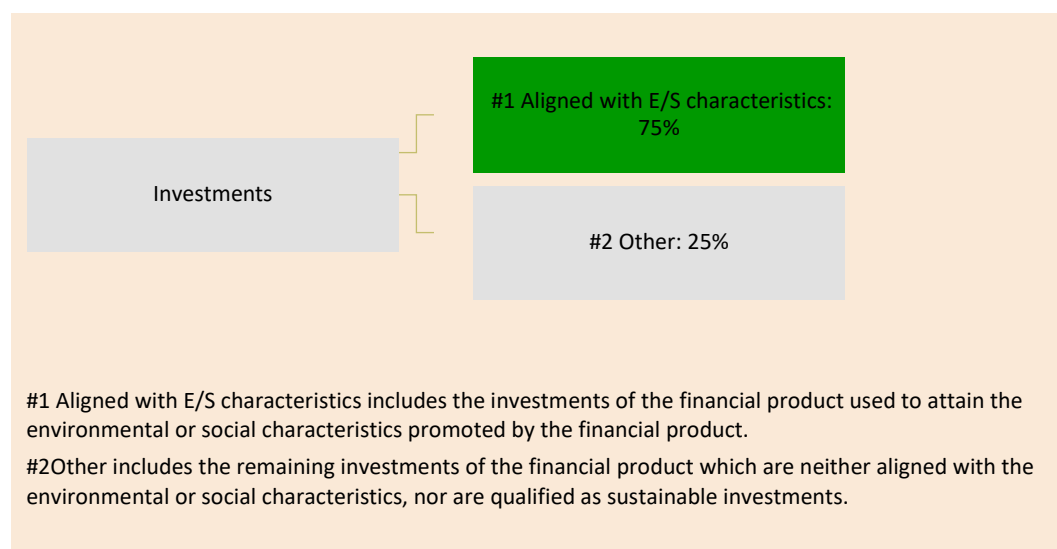 #1 Aligned with E/S characteristics:
75%
Investments
#2 Other: 25%
#1 Aligned with E/S characteristics includes the investments of the financial product used to attain the
environmental or social characteristics promoted by the financial product.
#2Other includes the remaining investments of the financial product which are neither aligned with the
environmental or social characteristics, nor are qualified as sustainable investments.